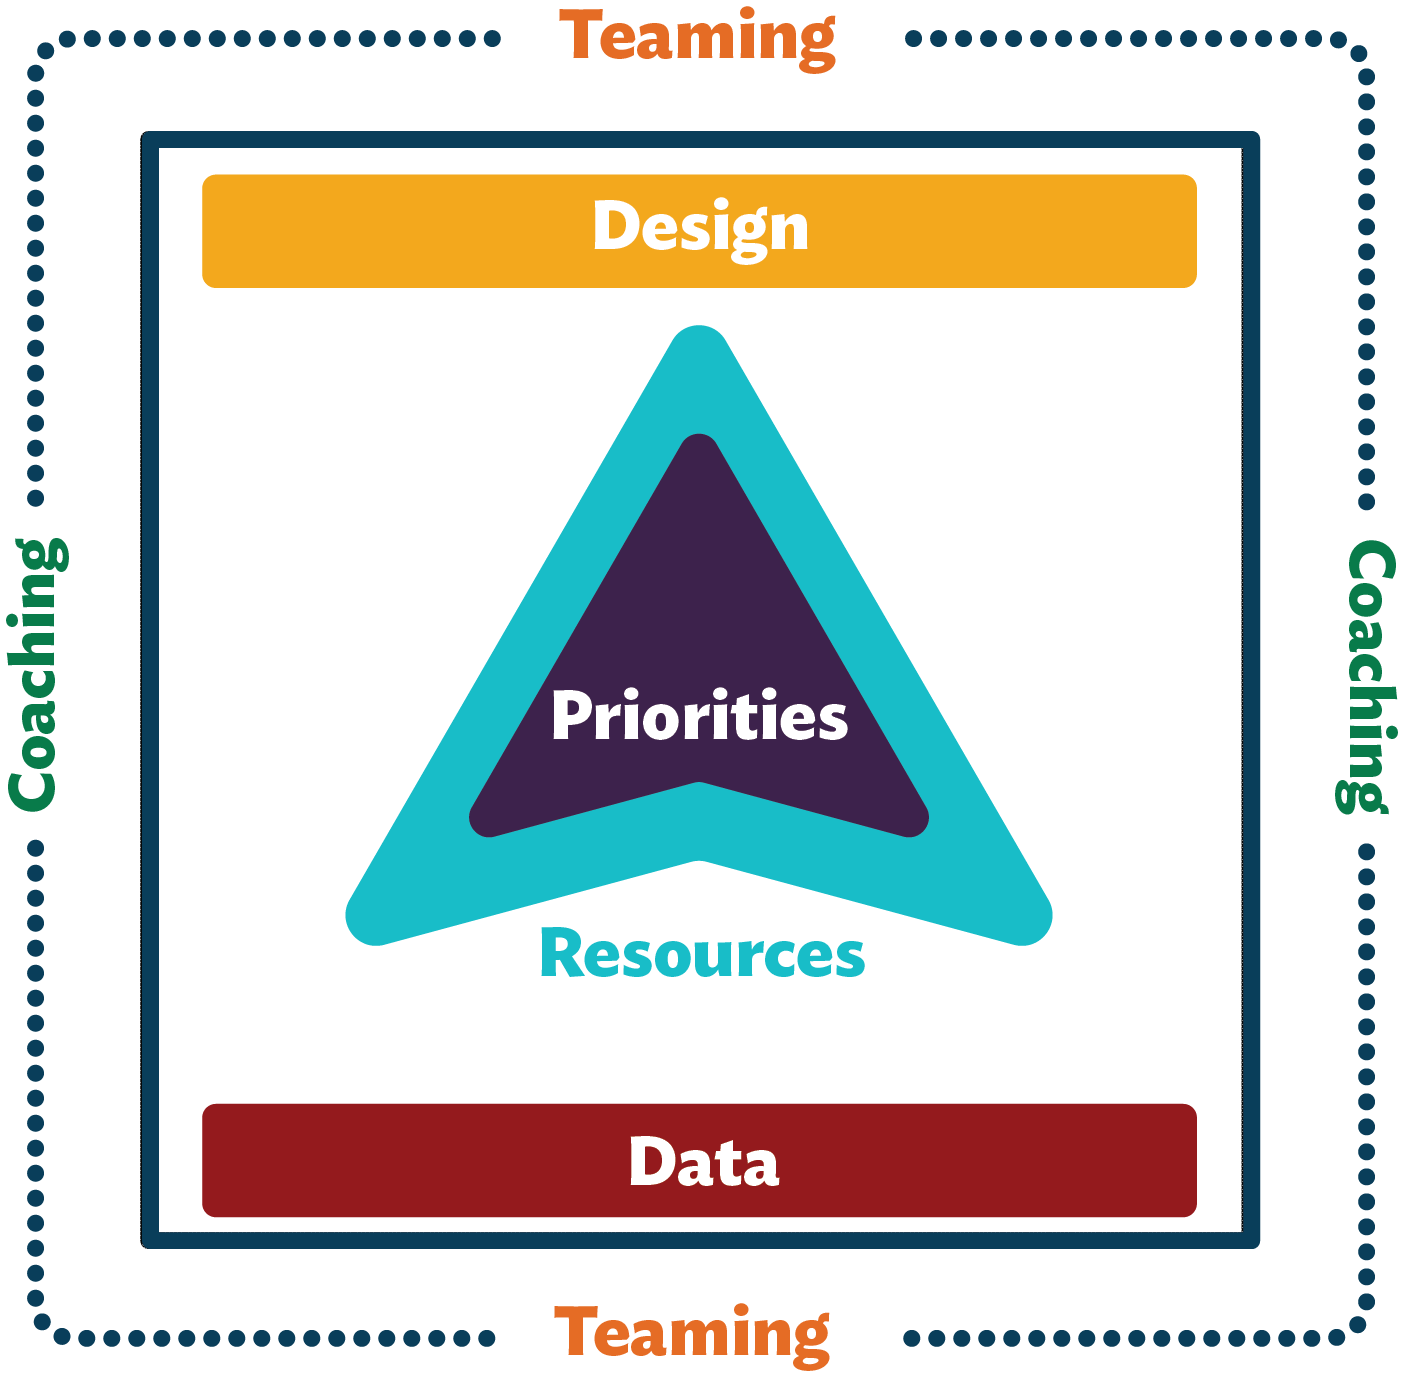 Teaming
Design
Coaching
Coaching
Priorities
Resources
Data
Teaming